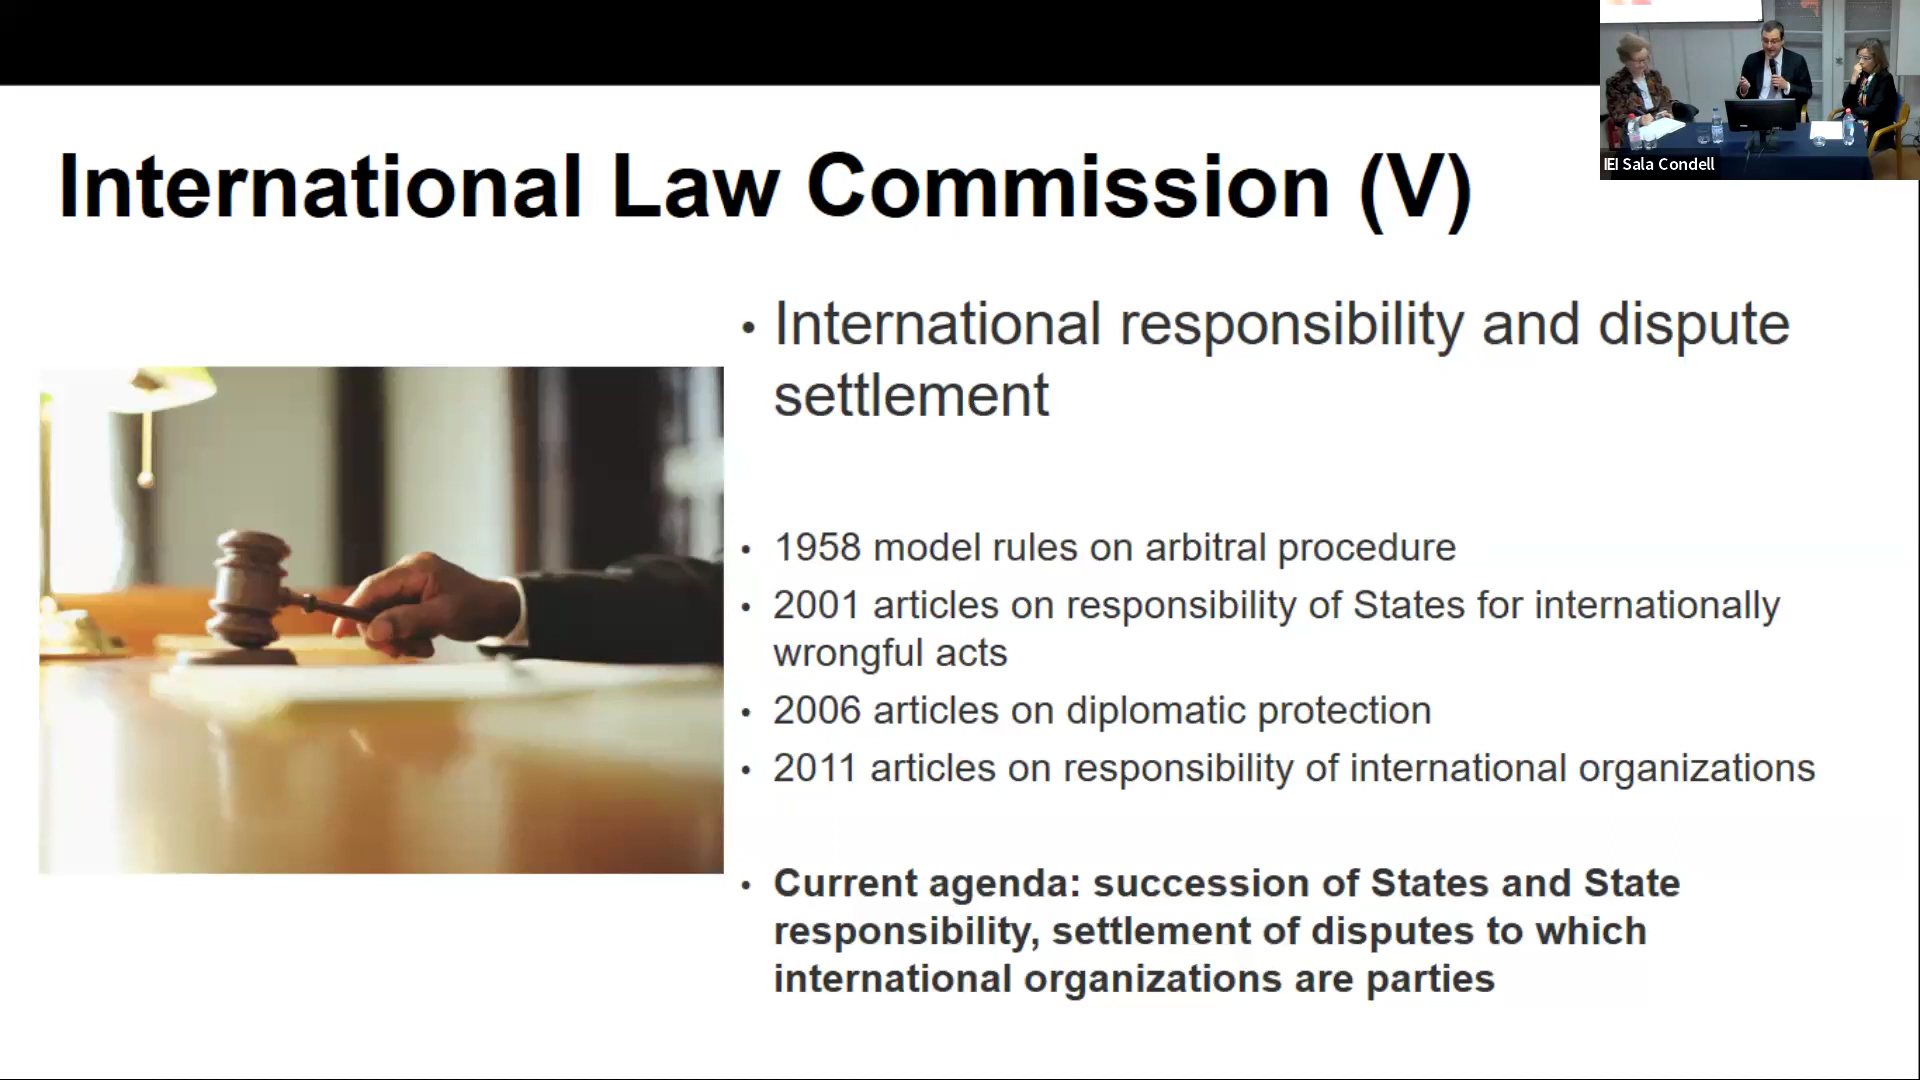 International Law Commission (V)
IEI Sala Condell
• International responsibility and dispute
settlement
• 1958 model rules on arbitral procedure
• 2001 articles on responsibility of States for internationally
wrongful acts
• 2006 articles on diplomatic protection
• 2011 articles on responsibility of international organizations
• Current agenda: succession of States and State
responsibility, settlement of disputes to which
international organizations are parties